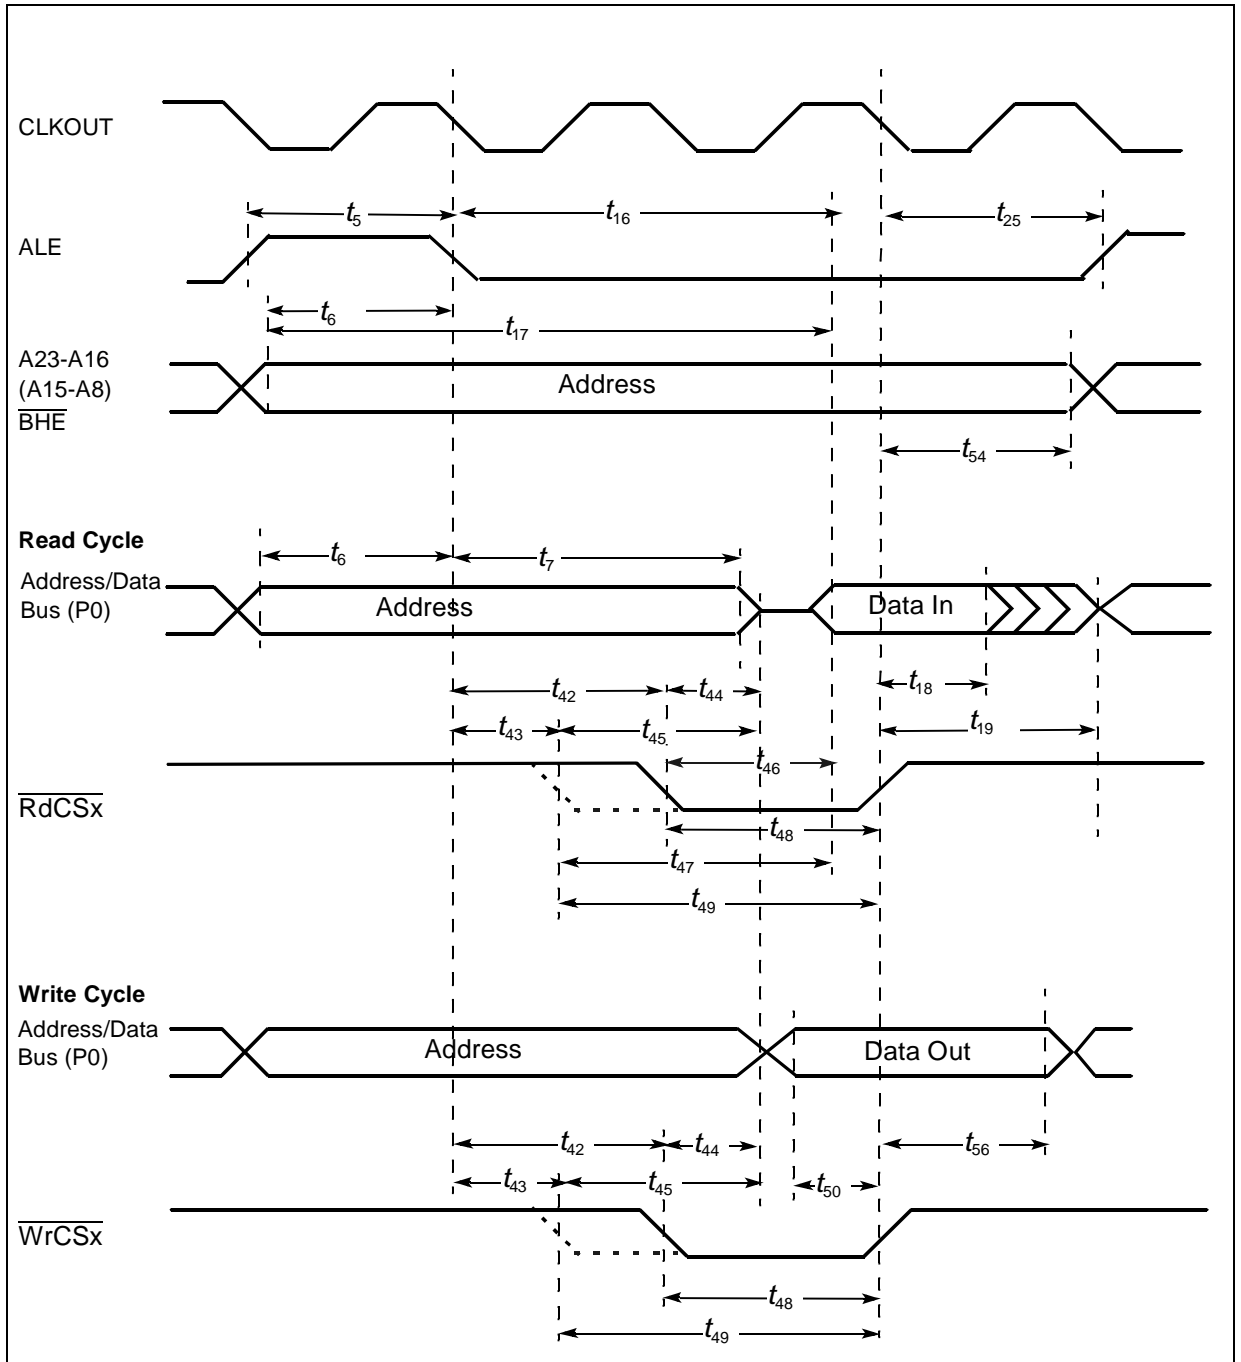 CLKOUT
t5
t16
t25
ALE
t6
t17
A23-A16
(A15-A8)
BHE
Address
t54
Read Cycle
t6
t7
Address/Data
Bus (P0)
Address
Data In
t42
t44
t18
t43
t45
t19
t46
RdCSx
t48
t47
t49
Write Cycle
Address/Data
Bus (P0)
Address
Data Out
t42
t44
t56
t43
t45
t50
WrCSx
t48
t49